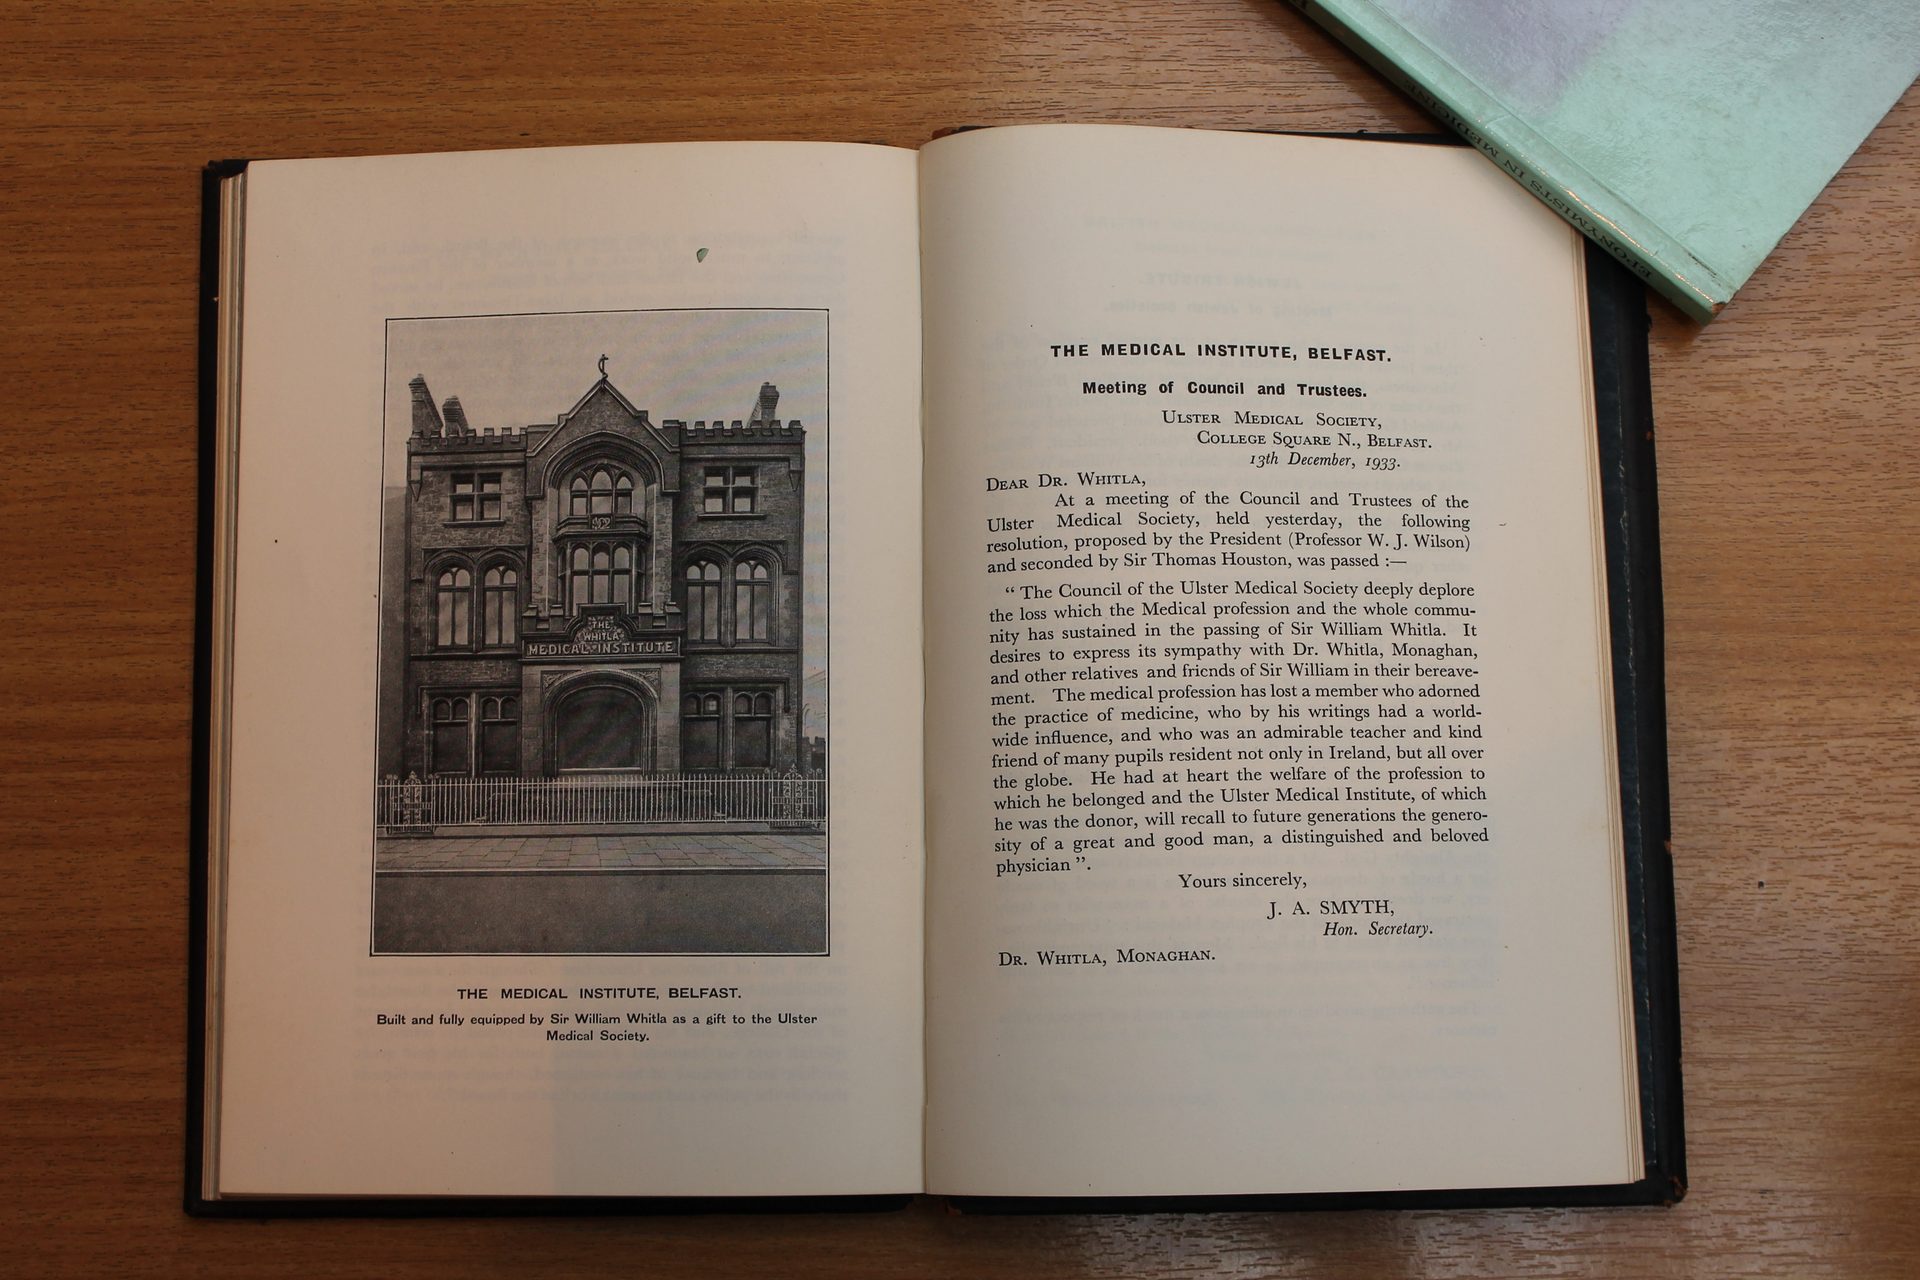 THE
WHITLA
MEDICAL INSTITUTE
THE MEDICAL INSTITUTE, BELFAST.
Built and fully equipped by Sir William Whitla as a gift to the Ulster
Medical Society.
THE MEDICAL INSTITUTE, BELFAST.
Meeting of Council and Trustees.
ULSTER MEDICAL SOCIETY,
COLLEGE SQUARE N., BELFAST.
13th December, 1933.
DEAR DR. WHITLA,
At a meeting of the Council and Trustees of the
Ulster Medical Society, held yesterday, the following
resolution, proposed by the President (Professor W. J. Wilson)
and seconded by Sir Thomas Houston, was passed :—
“ The Council of the Ulster Medical Society deeply deplore
the loss which the Medical profession and the whole commu-
nity has sustained in the passing of Sir William Whitla. It
desires to express its sympathy with Dr. Whitla, Monaghan,
and other relatives and friends of Sir William in their bereave-
ment. The medical profession has lost a member who adorned
the practice of medicine, who by his writings had a world-
wide influence, and who was an admirable teacher and kind
friend of many pupils resident not only in Ireland, but all over
the globe. He had at heart the welfare of the profession to
which he belonged and the Ulster Medical Institute, of which
he was the donor, will recall to future generations the genero-
sity of a great and good man, a distinguished and beloved
physician ”.
Yours sincerely,
J. A. SMYTH,
Hon. Secretary.
DR. WHITLA, MONAGHAN.
EPONYMISTS IN MEDICINE